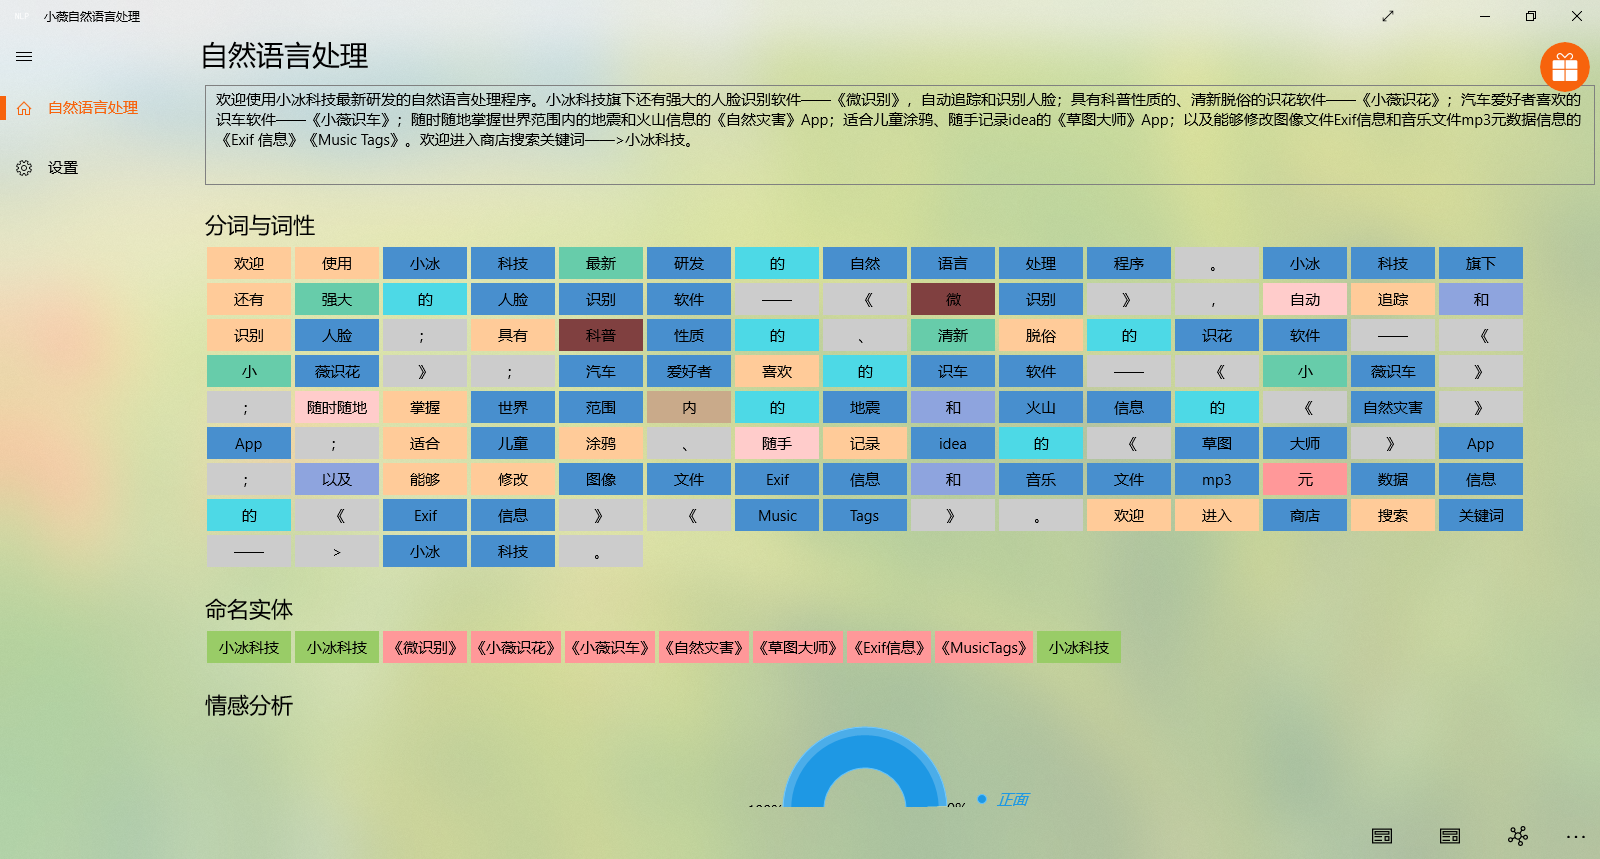 小薇自然语言处理
自然语言处理
自然语言处理
设置
欢迎使用小冰科技最新研发的自然语言处理程序。小冰科技旗下还有强大的人脸识别软件——《微识别》，自动追踪和识别人脸；具有科普性质的、清新脱俗的识花软件——《小薇识花》；汽车爱好者喜欢的
识车软件——《小薇识车》；随时随地掌握世界范围内的地震和火山信息的《自然灾害》App；适合儿童涂鸦、随手记录idea的《草图大师》App；以及能够修改图像文件Exif信息和音乐文件mp3元数据信息的
《Exif 信息》《Music Tags》。欢迎进入商店搜索关键词——>小冰科技。
分词与词性
欢迎 使用 小冰 科技 最新 研发 的 自然 语言 处理 程序 。 小冰 科技 旗下
还有 强大 的 人脸 识别 软件 —— 《 微 识别 》 ， 自动 追踪 和
识别 人脸 ； 具有 科普 性质 的 、 清新 脱俗 的 识花 软件 —— 《
小 薇识花 》 ； 汽车 爱好者 喜欢 的 识车 软件 —— 《 小 薇识车 》
； 随时随地 掌握 世界 范围 内 的 地震 和 火山 信息 的 《 自然灾害 》
App ； 适合 儿童 涂鸦 、 随手 记录 idea 的 《 草图 大师 》 App
； 以及 能够 修改 图像 文件 Exif 信息 和 音乐 文件 mp3 元 数据 信息
的 《 Exif 信息 》 《 Music Tags 》 。 欢迎 进入 商店 搜索 关键词
—— > 小冰 科技 。
命名实体
小冰科技 小冰科技 《微识别》 《小薇识花》 《小薇识车》 《自然灾害》 《草图大师》 《Exif信息》 《MusicTags》 小冰科技
情感分析
正面